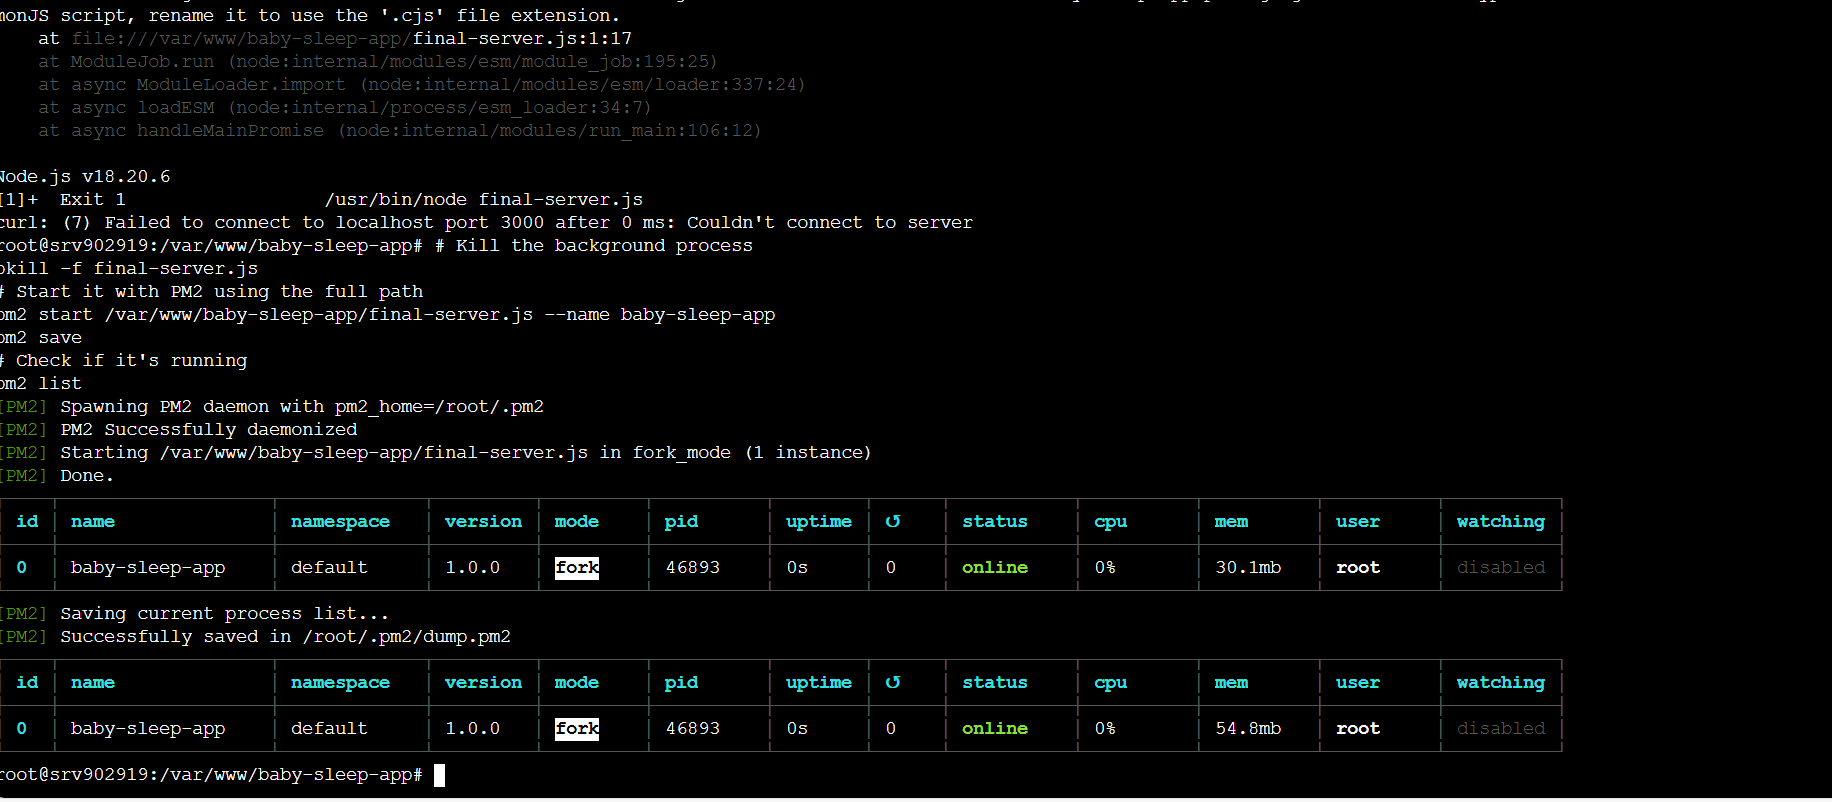 monJS script, rename it to use the '.cjs' file extension.
at file:///var/www/baby-sleep-app/final-server.js:1:17
at ModuleJob.run (node:internal/modules/esm/module_job:195:25)
at async ModuleLoader.import (node:internal/modules/esm/loader:337:24)
at async loadESM (node:internal/process/esm_loader:34:7)
at async handleMainPromise (node:internal/modules/run_main:106:12)
Node.js v18.20.6
[1]+  Exit 1                  /usr/bin/node final-server.js
curl: (7) Failed to connect to localhost port 3000 after 0 ms: Couldn't connect to server
root@srv902919:/var/www/baby-sleep-app# # Kill the background process
pkill -f final-server.js
# Start it with PM2 using the full path
pm2 start /var/www/baby-sleep-app/final-server.js --name baby-sleep-app
pm2 save
# Check if it's running
pm2 list
[PM2] Spawning PM2 daemon with pm2_home=/root/.pm2
[PM2] PM2 Successfully daemonized
[PM2] Starting /var/www/baby-sleep-app/final-server.js in fork_mode (1 instance)
[PM2] Done.
id name namespace version mode pid uptime ↺ status cpu mem user watching
0 baby-sleep-app default 1.0.0 fork 46893 0s 0 online 0% 30.1mb root disabled
[PM2] Saving current process list...
[PM2] Successfully saved in /root/.pm2/dump.pm2
id name namespace version mode pid uptime ↺ status cpu mem user watching
0 baby-sleep-app default 1.0.0 fork 46893 0s 0 online 0% 54.8mb root disabled
root@srv902919:/var/www/baby-sleep-app#